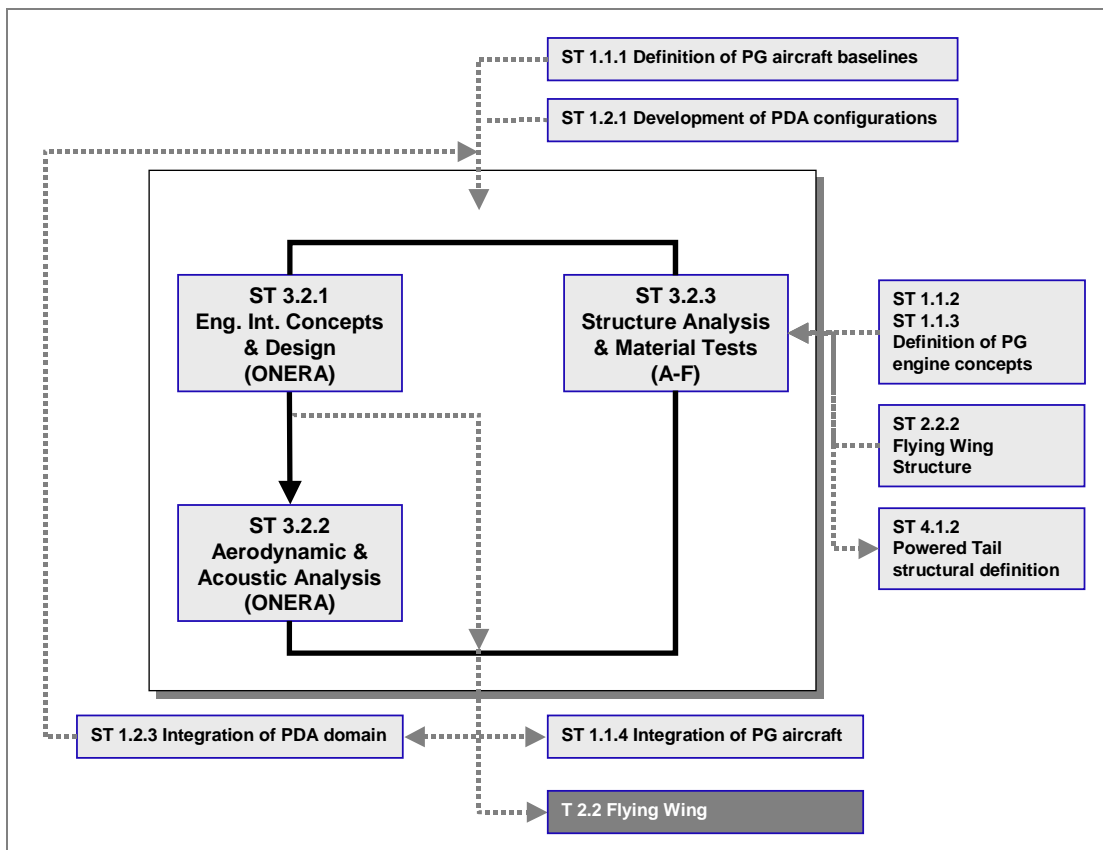 ST 1.1.1 Definition of PG aircraft baselines
ST 1.2.1 Development of PDA configurations
ST 3.2.1
Eng. Int. Concepts
& Design
(ONERA)
ST 3.2.3
Structure Analysis
& Material Tests
(A-F)
ST 1.1.2
ST 1.1.3
Definition of PG
engine concepts
ST 2.2.2
Flying Wing
Structure
ST 3.2.2
Aerodynamic &
Acoustic Analysis
(ONERA)
ST 4.1.2
Powered Tail
structural definition
ST 1.2.3 Integration of PDA domain
ST 1.1.4 Integration of PG aircraft
T 2.2 Flying Wing